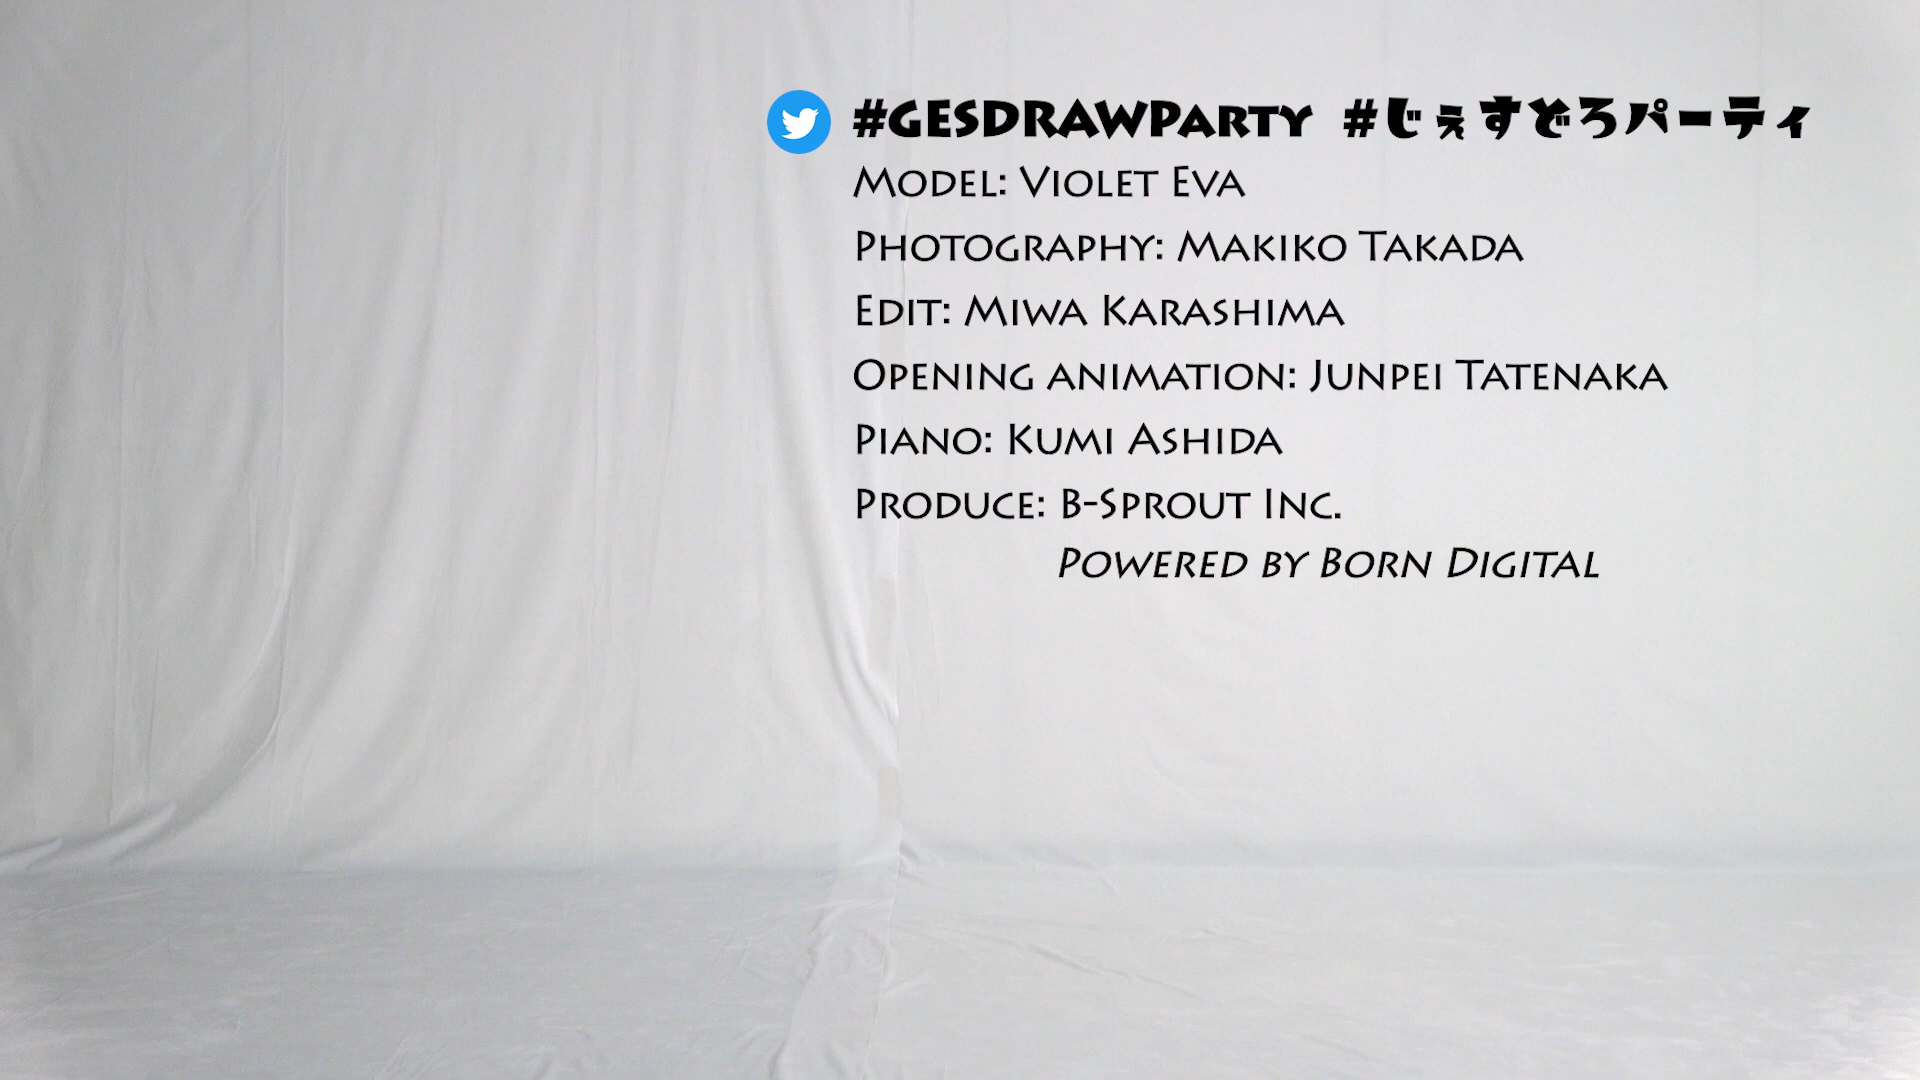 #GESDRAWParty #じぇすどろパーティ
Model: Violet Eva
Photography: Makiko Takada
Edit: Miwa Karashima
Opening animation: Junpei Tatenaka
Piano: Kumi Ashida
Produce: B-Sprout Inc.
Powered by Born Digital